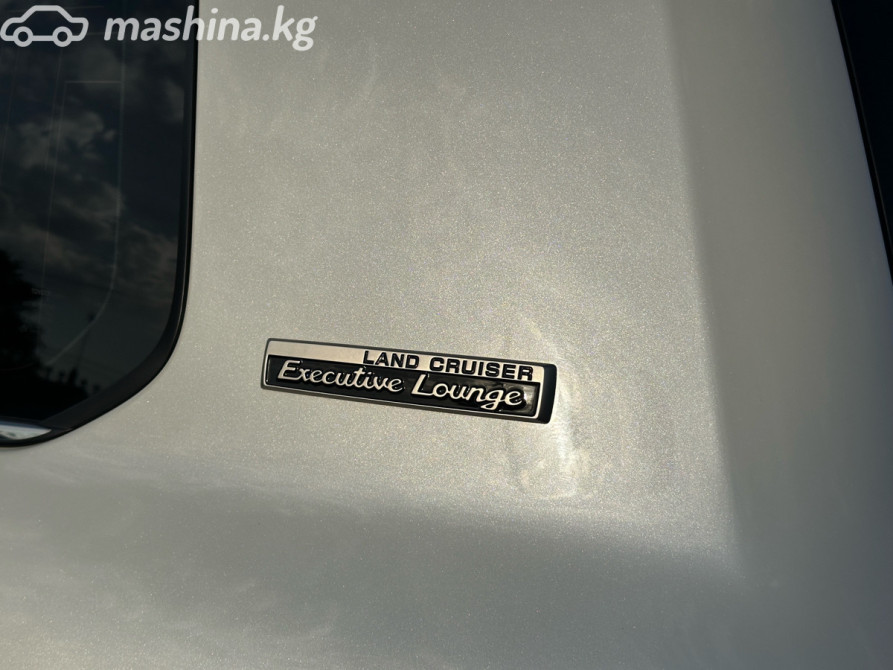 mashina.kg
LAND CRUISER
Executive Lounge